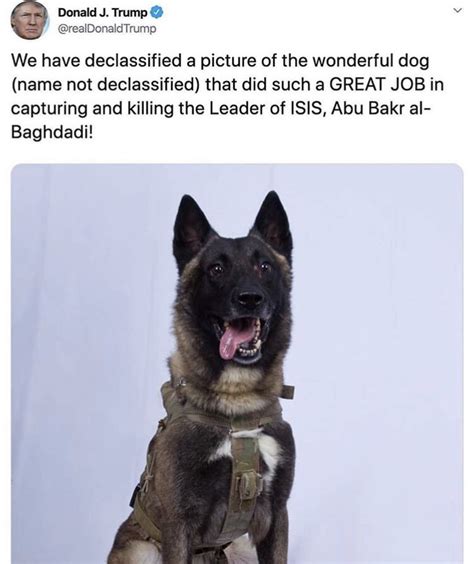 Donald J. Trump
@realDonaldTrump
We have declassified a picture of the wonderful dog
(name not declassified) that did such a GREAT JOB in
capturing and killing the Leader of ISIS, Abu Bakr al-
Baghdadi!